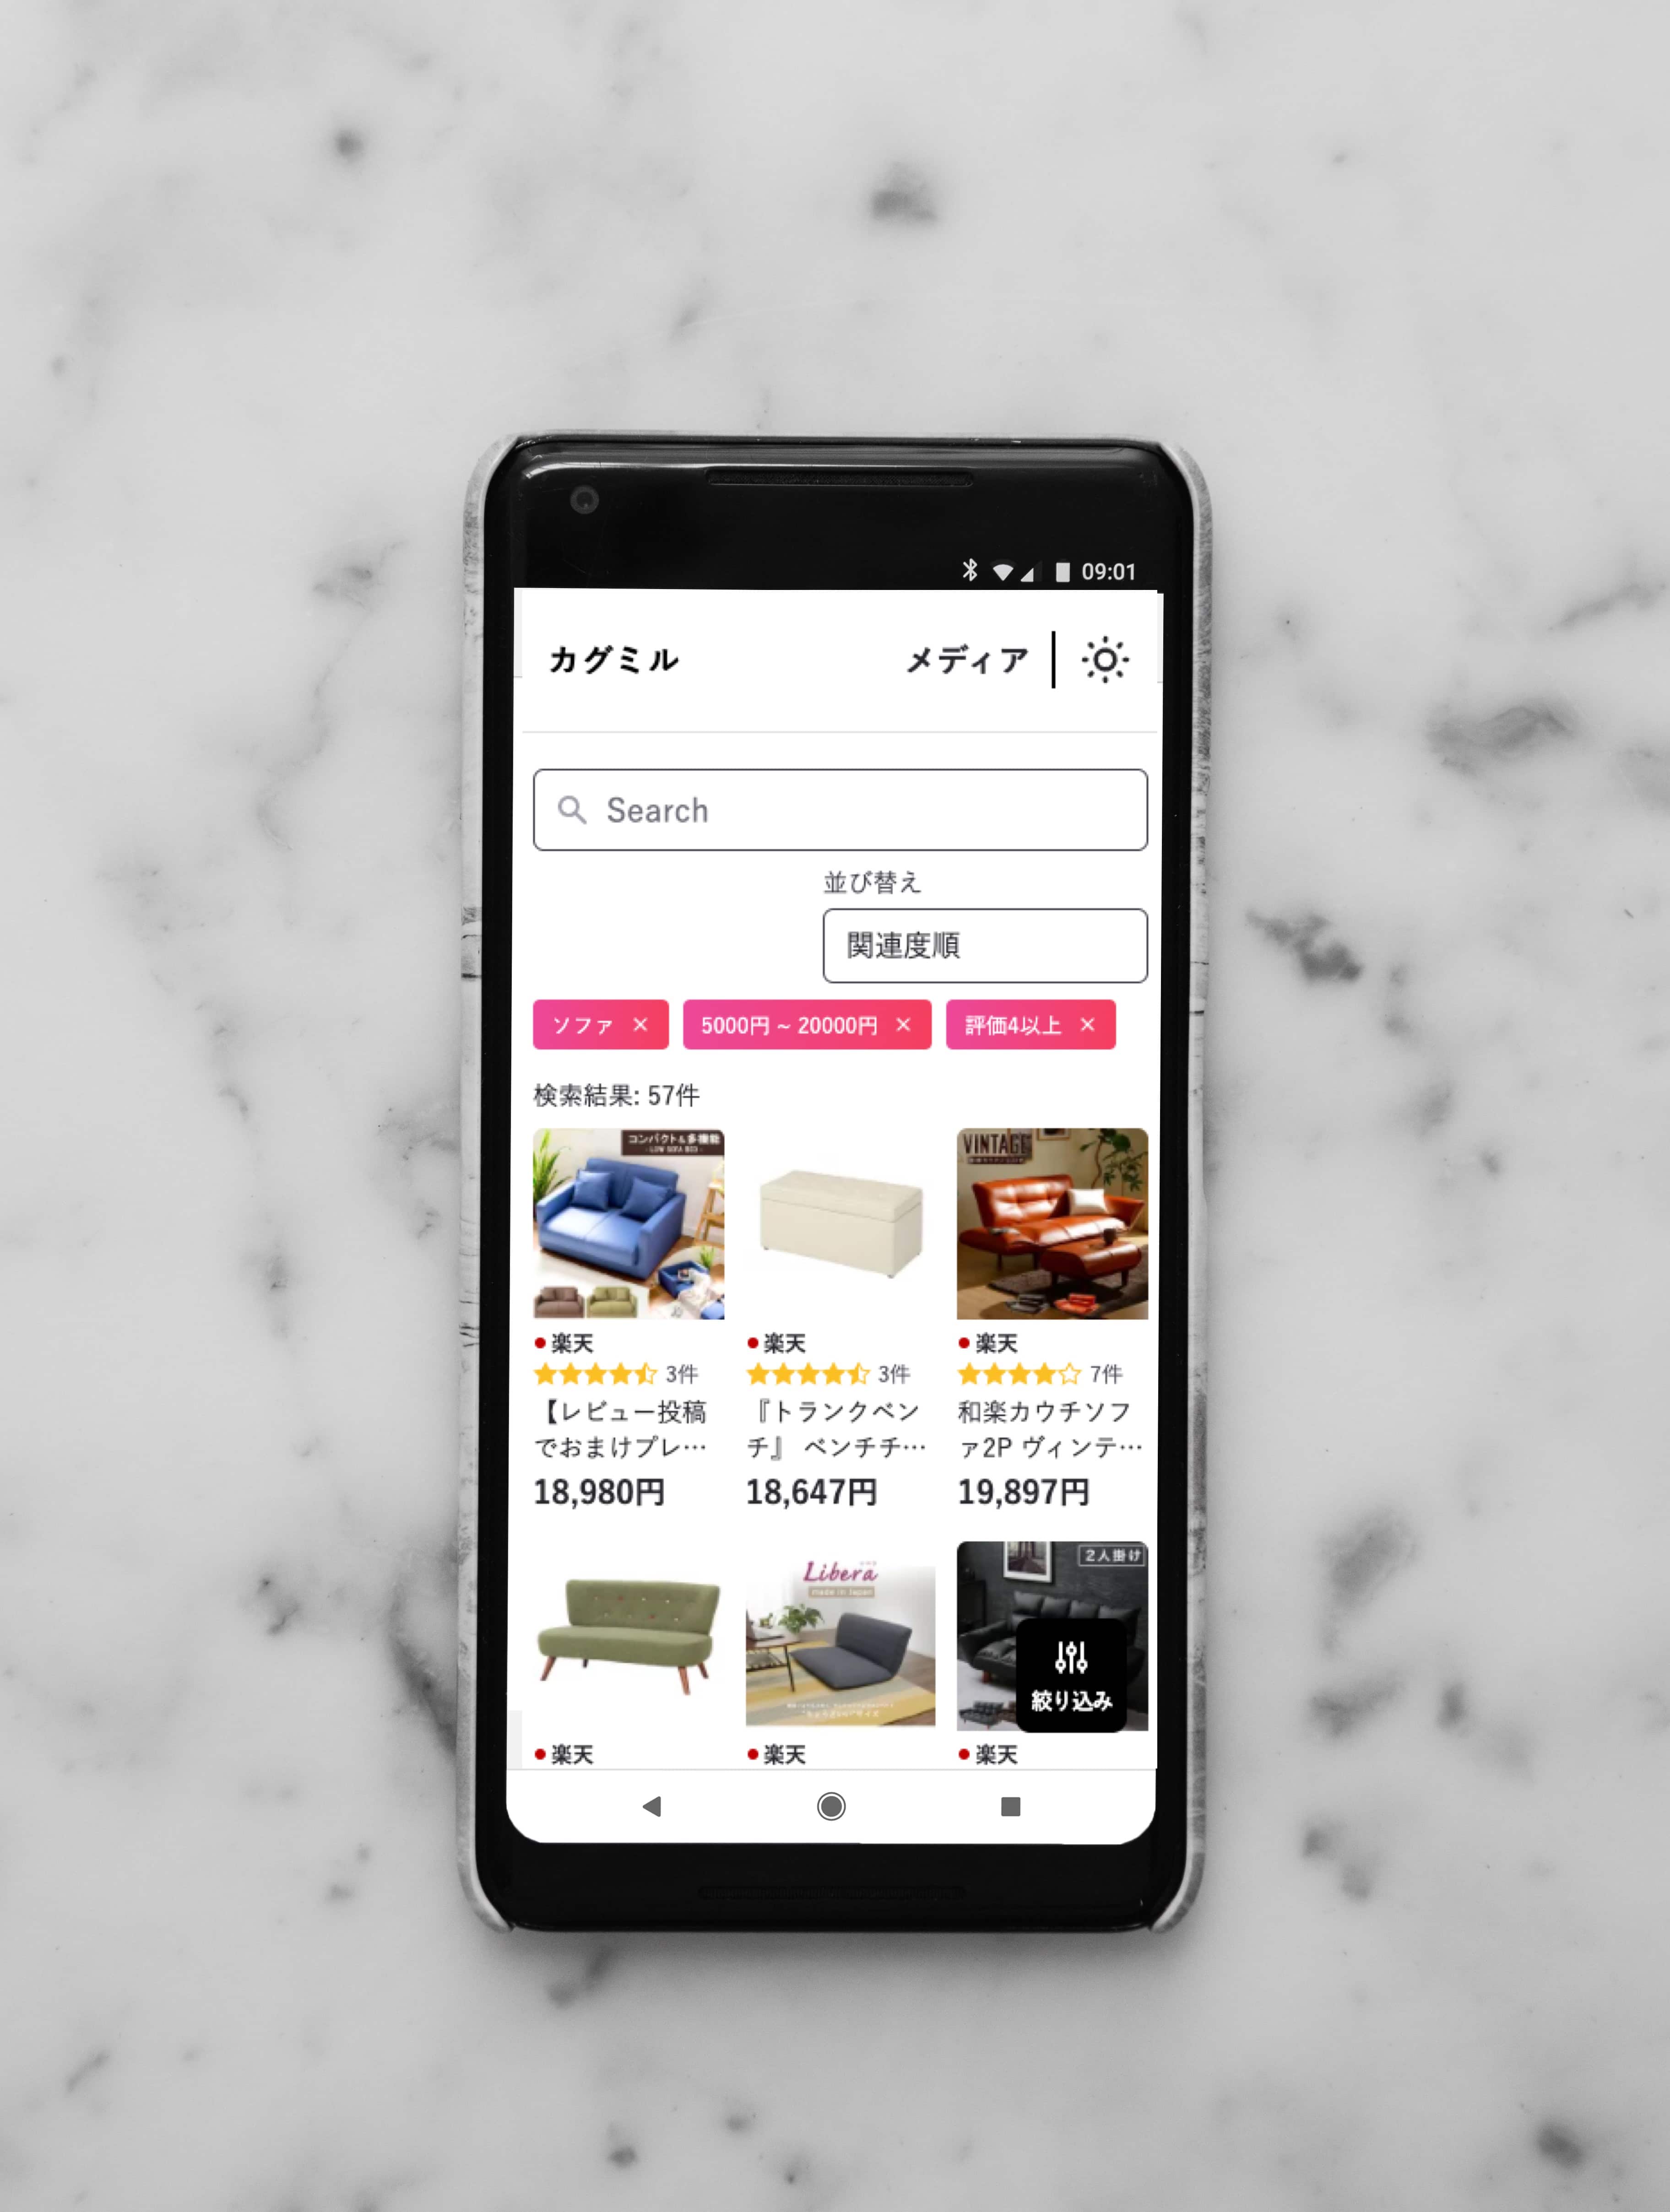 09:01
カグミル メディア
Search
並び替え
関連度順
ソファ × 5000円 ~ 20000円 × 評価4以上 ×
検索結果: 57件
コンパクト&多機能
- LOW SOFA BED -
VINTAGE
楽天 楽天 楽天
3件 3件 7件
【レビュー投稿 『トランクベン 和楽カウチソフ
でおまけプレ… チ』 ベンチチ… ァ2P ヴィンテ…
18,980円 18,647円 19,897円
Libera
made in Japan
2人掛け
絞り込み
楽天 楽天 楽天